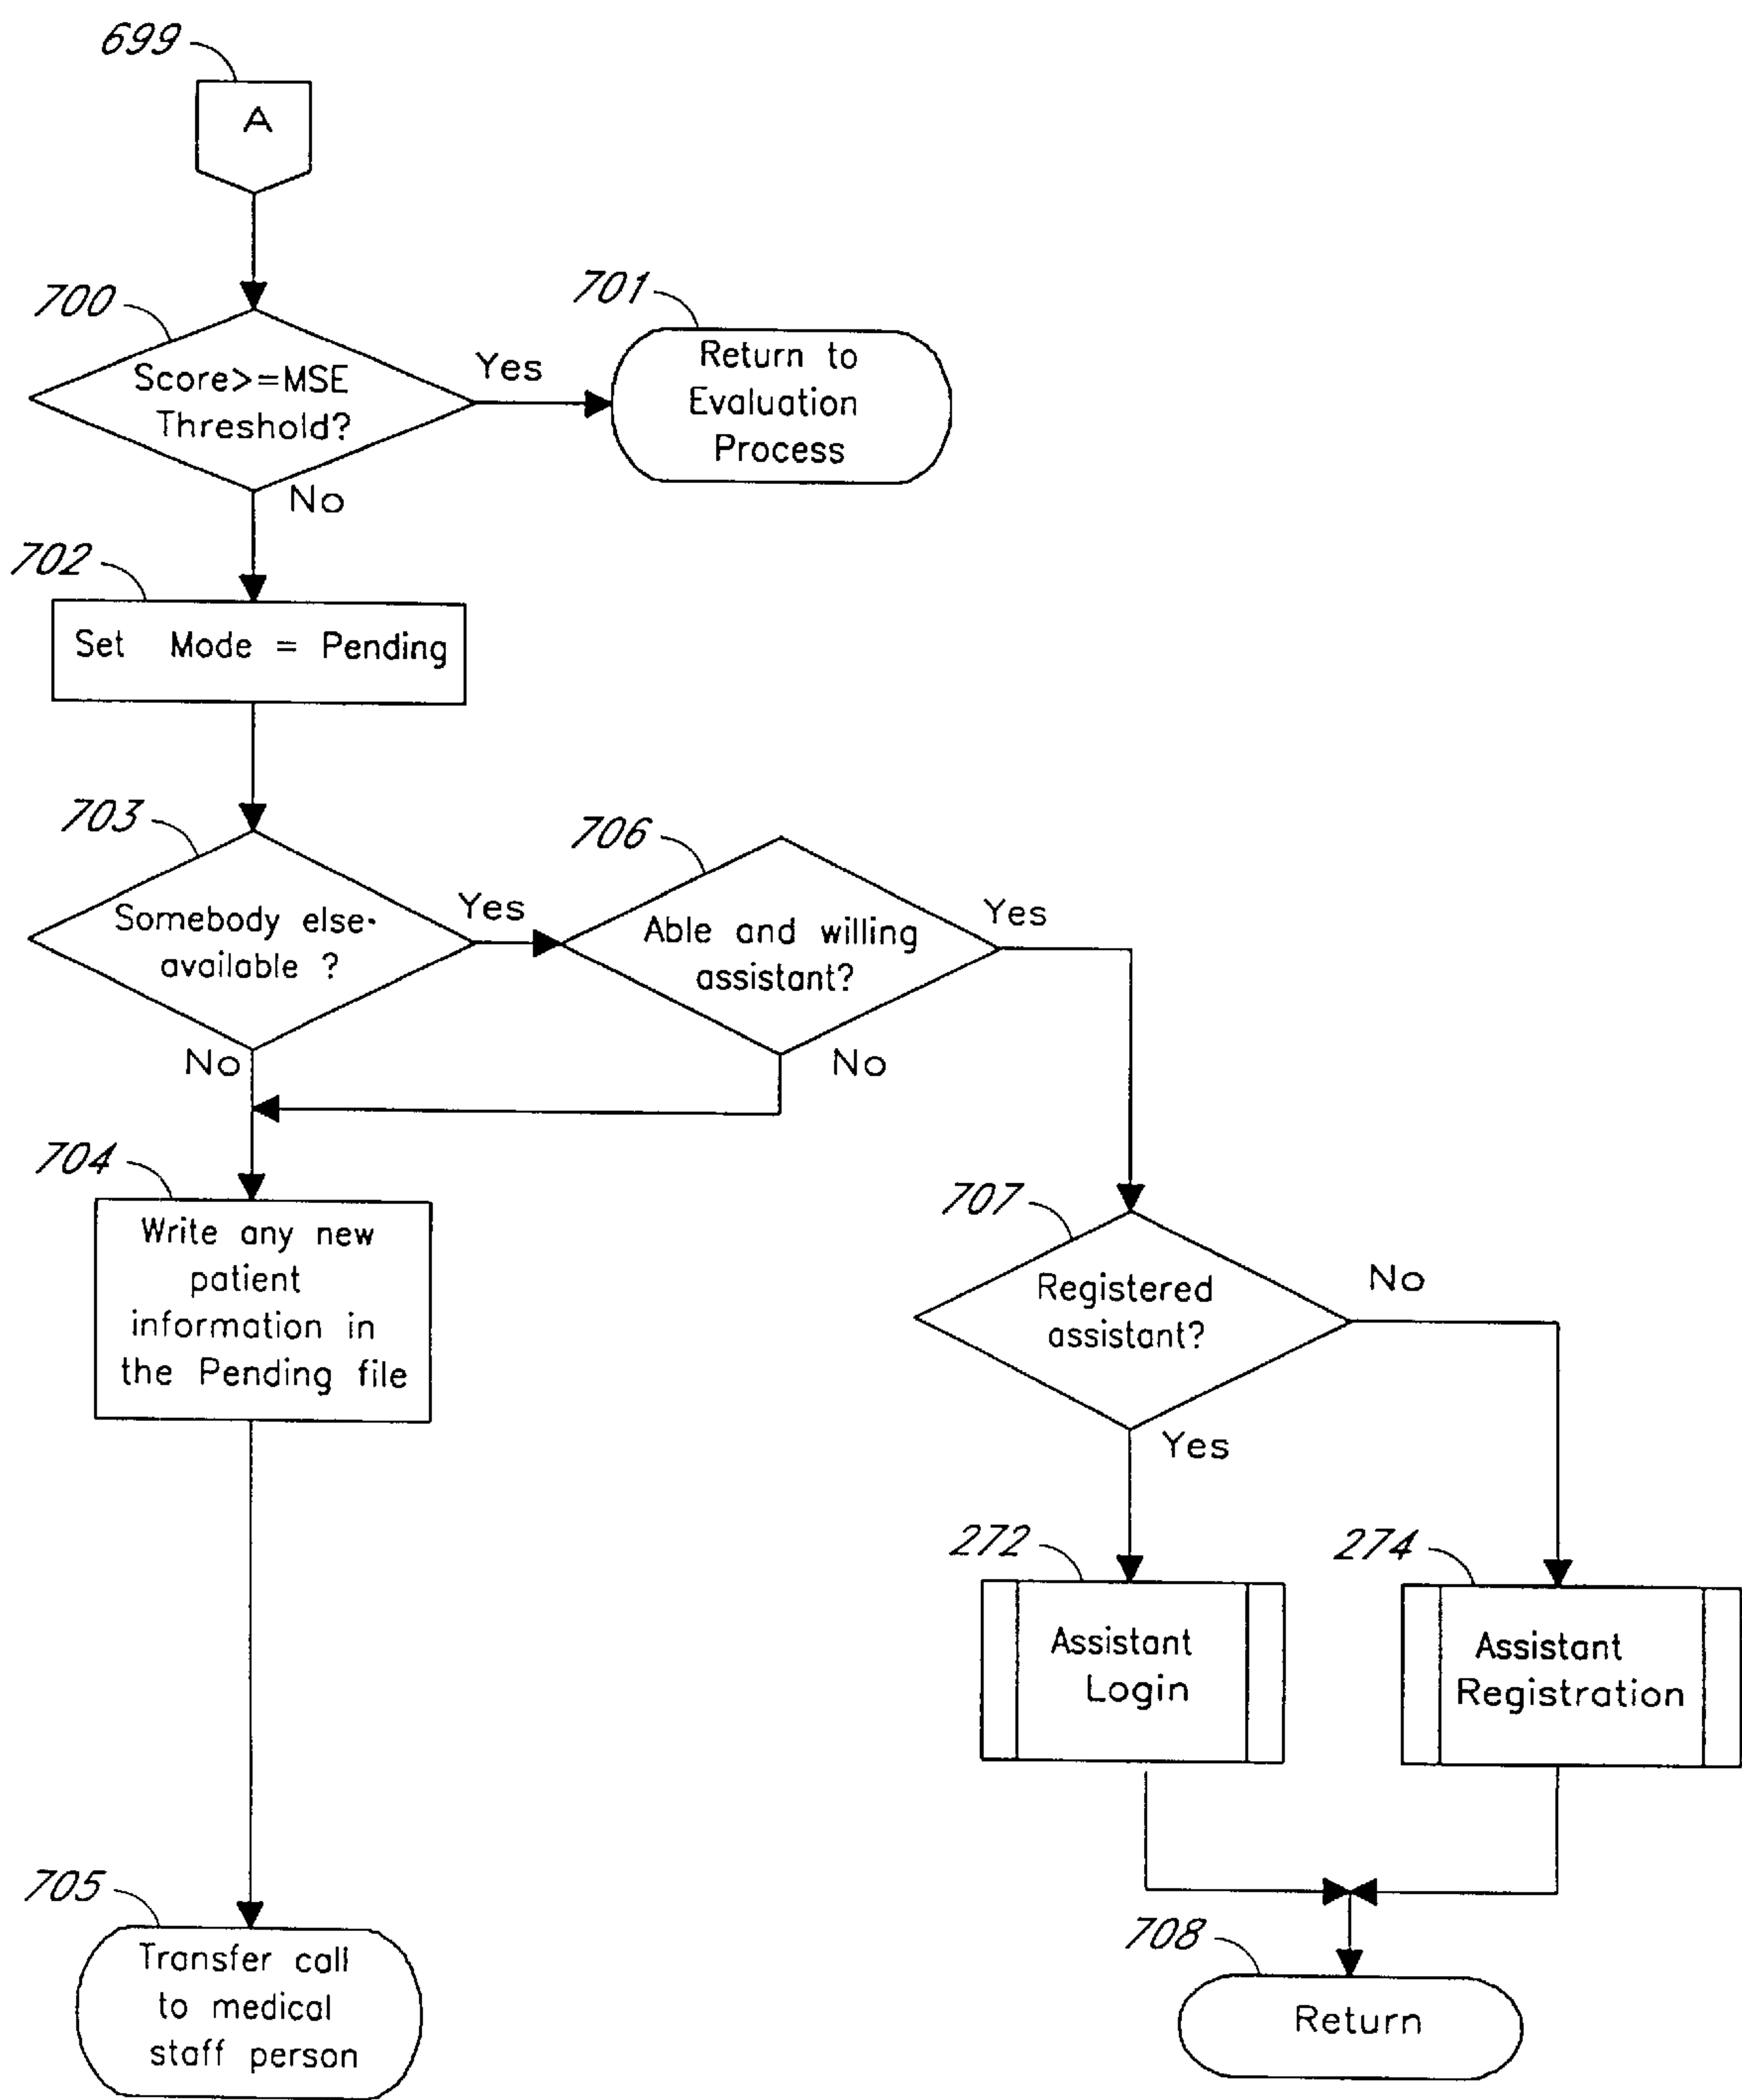 699
A
700
Score>=MSE
Threshold?
Yes
No
701
Return to
Evaluation
Process
702
Set Mode = Pending
703
Somebody else-
available ?
Yes
No
706
Able and willing
assistant?
Yes
No
704
Write any new
patient
information in
the Pending file
707
Registered
assistant?
No
Yes
272
Assistant
Login
274
Assistant
Registration
705
Transfer call
to medical
staff person
708
Return